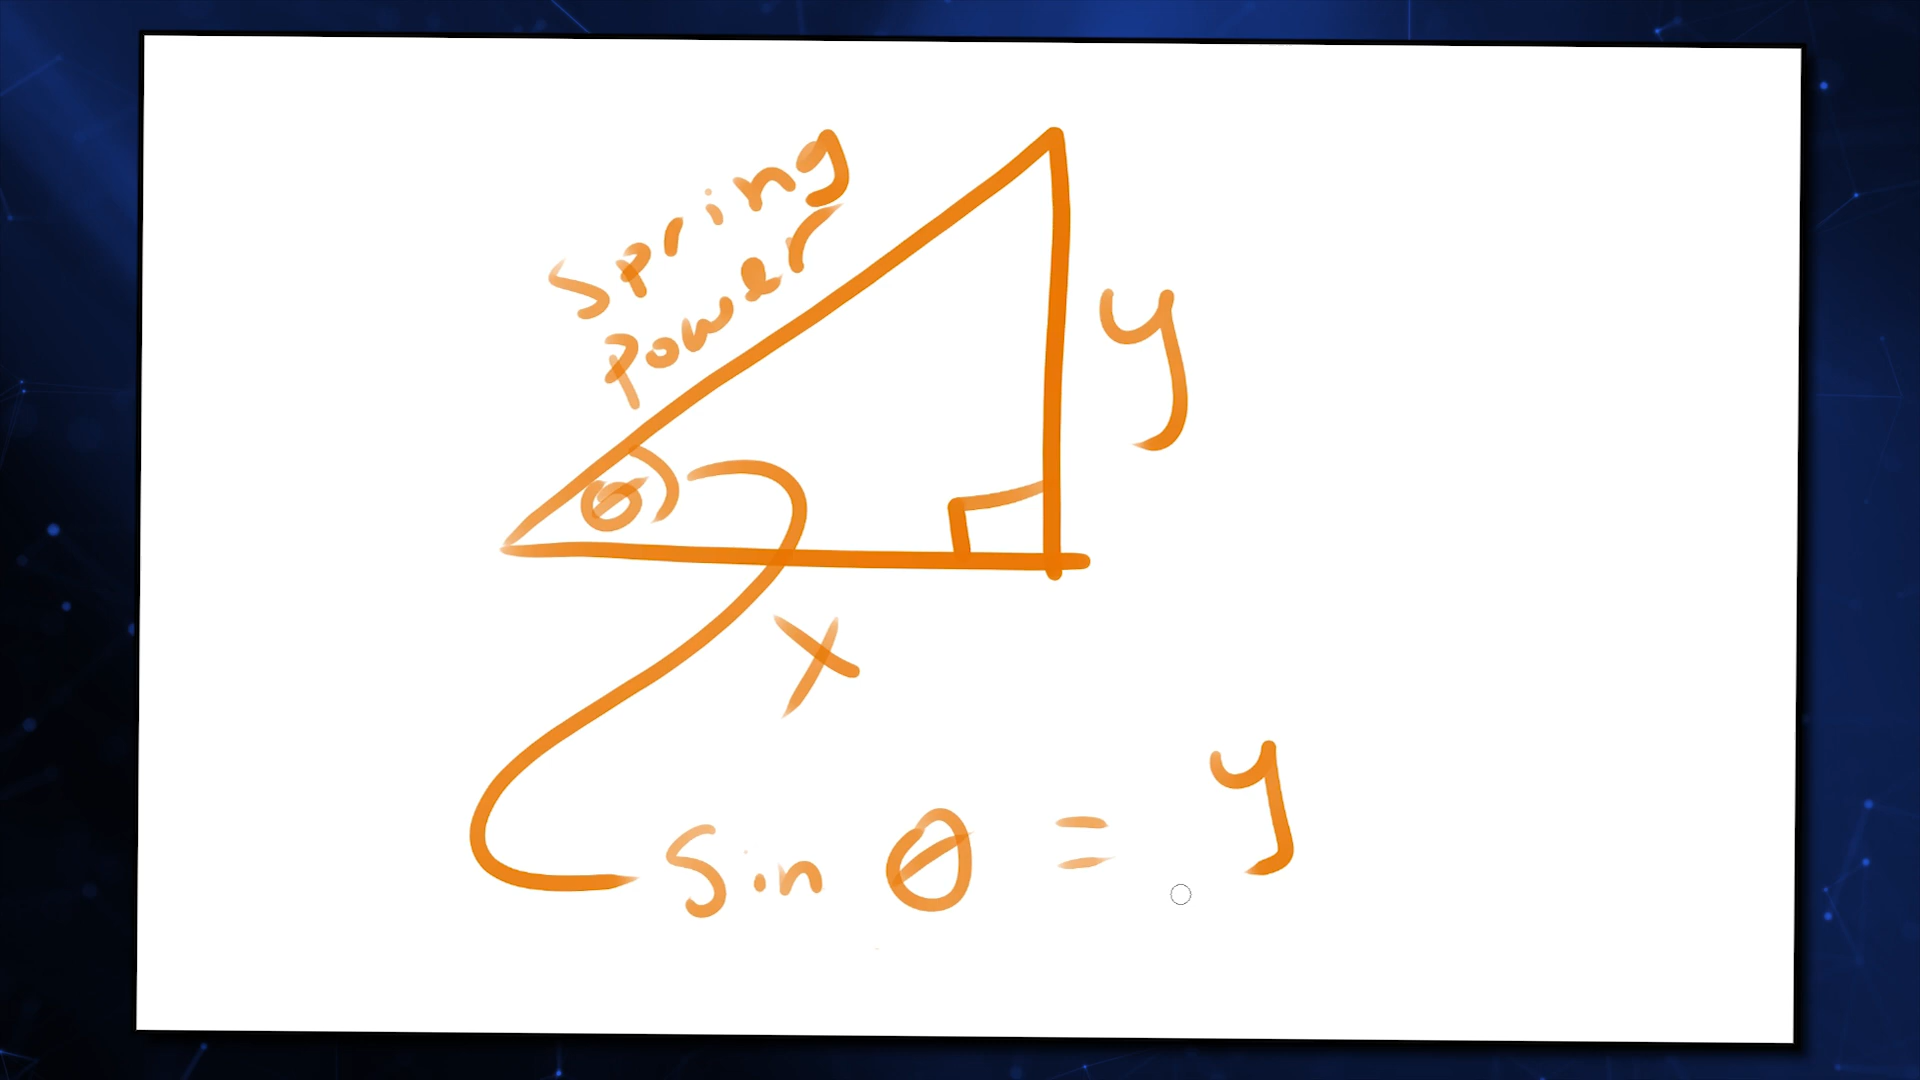 Spring
power
y
θ
x
sin θ = y